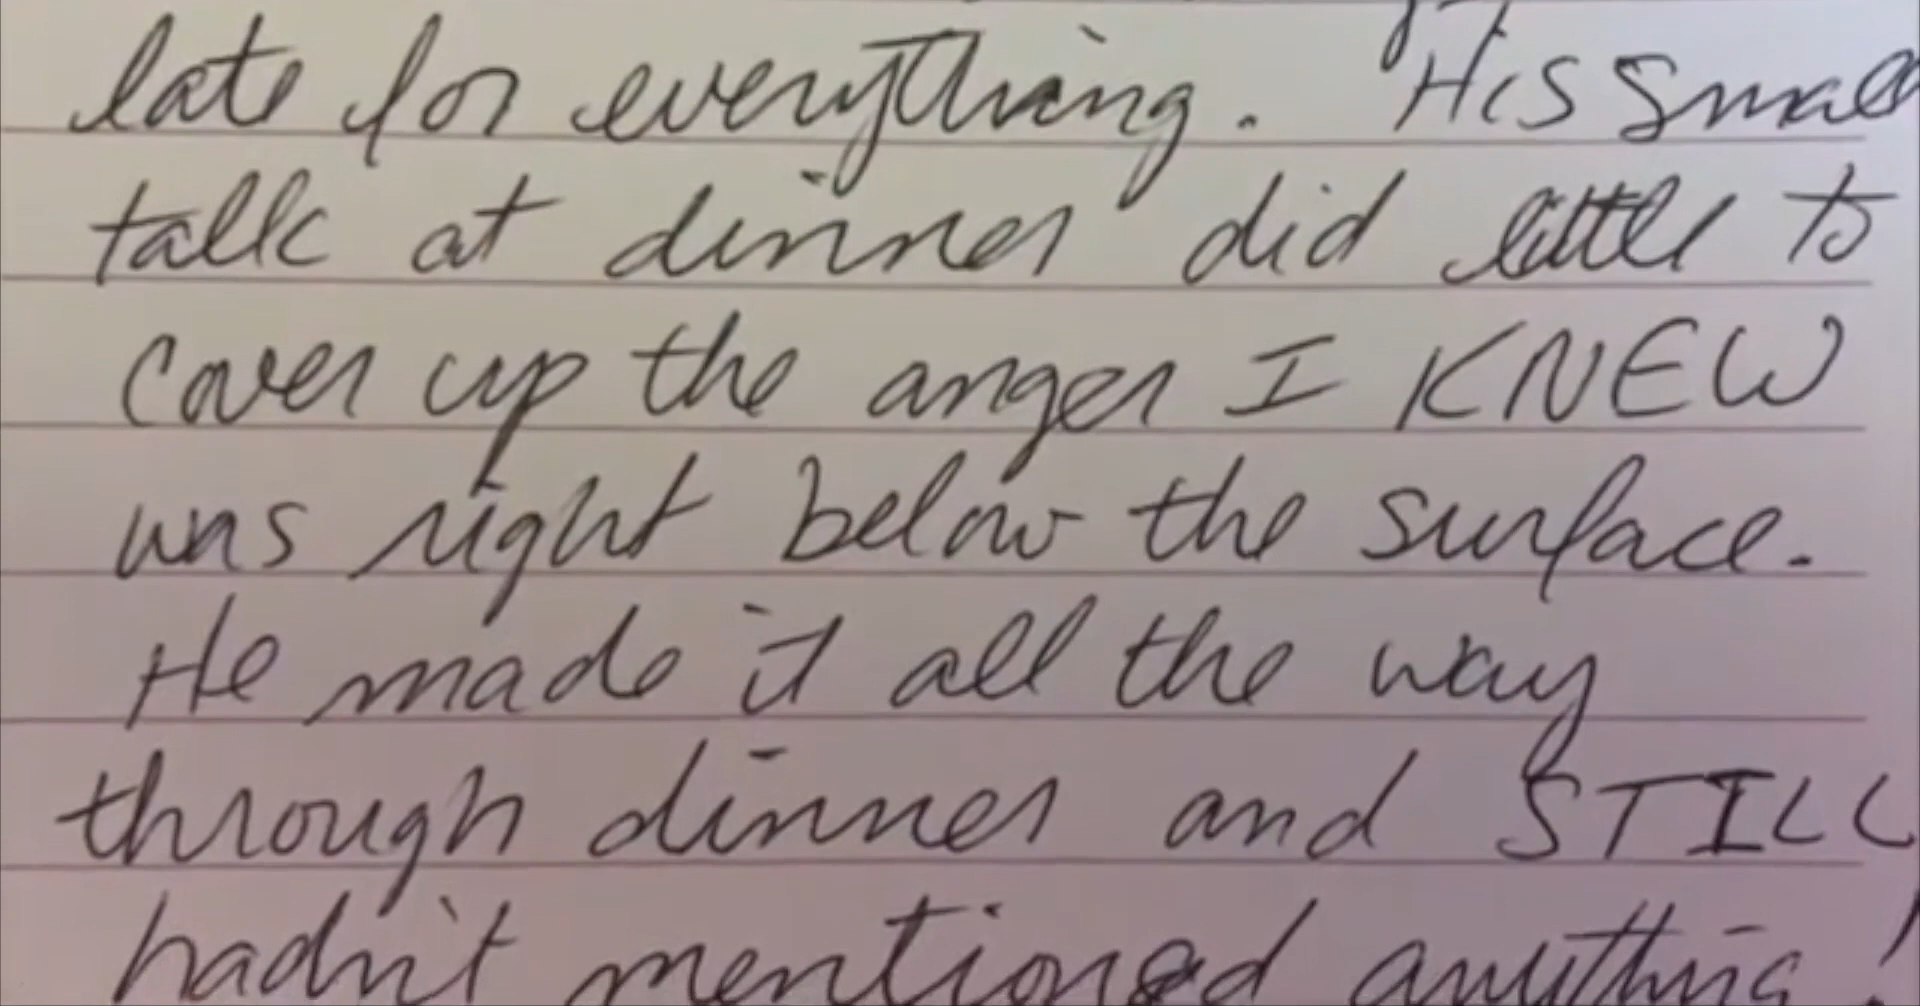 late for everything. His small
talk at dinner did little to
cover up the anger I KNEW
was right below the surface.
He made it all the way
through dinner and STILL
hadn't mentioned anything!